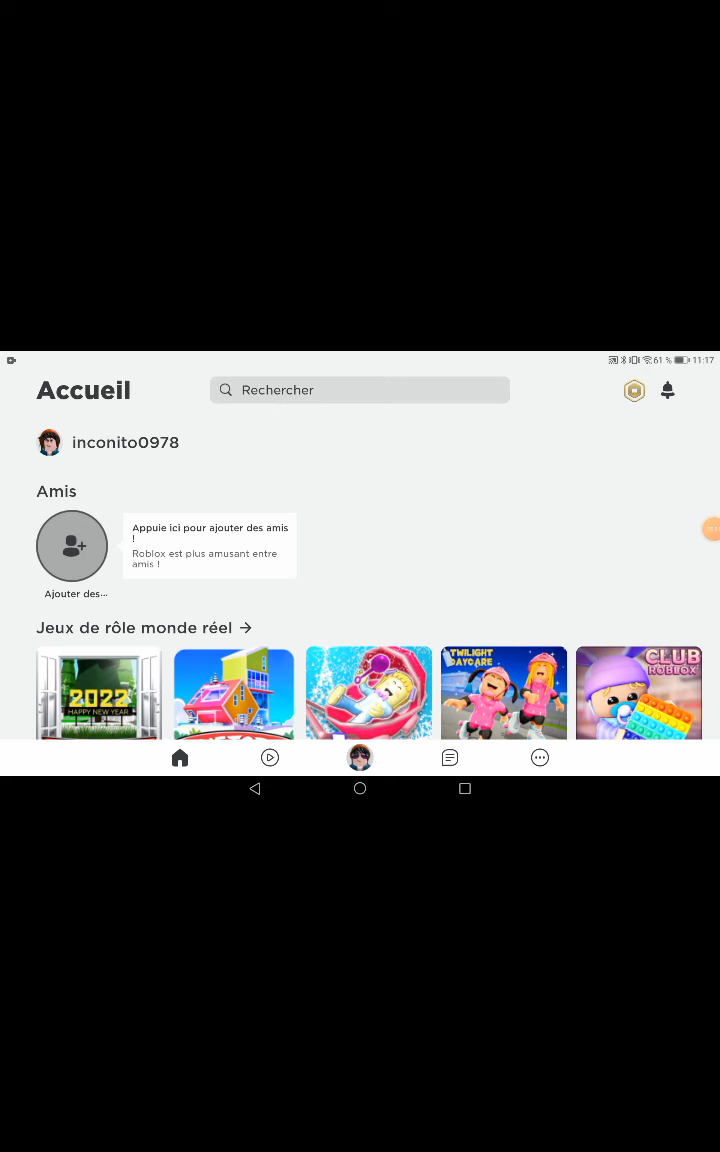 61 % 11:17
Accueil
Rechercher
inconito0978
Amis
Appuie ici pour ajouter des amis
!
Roblox est plus amusant entre
amis !
Ajouter des...
Jeux de rôle monde réel →
2022
HAPPY NEW YEAR
TWILIGHT
DAYCARE
CLUB
ROBLOX